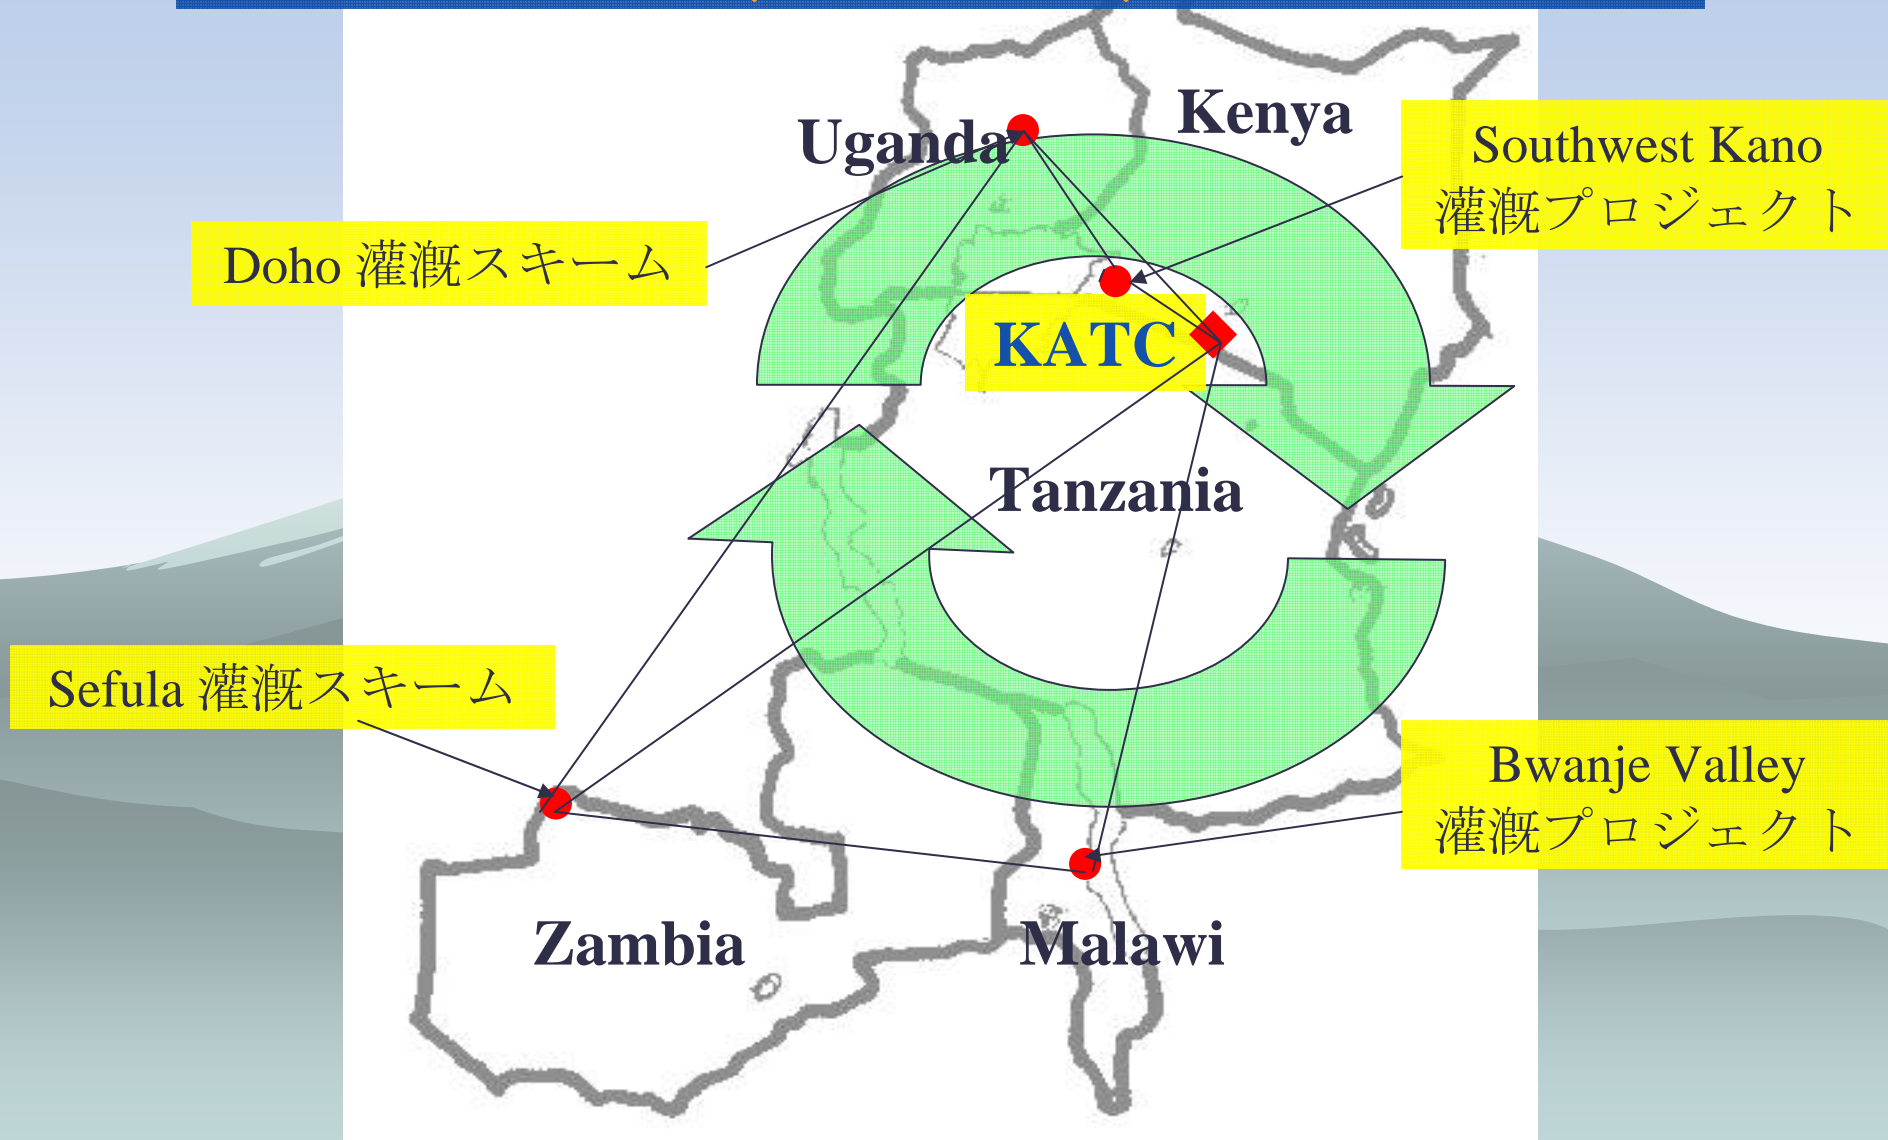 Kenya
Uganda
Southwest Kano
灌漑プロジェクト
Doho 灌漑スキーム
KATC
Tanzania
Sefula 灌漑スキーム
Bwanje Valley
灌漑プロジェクト
Zambia
Malawi